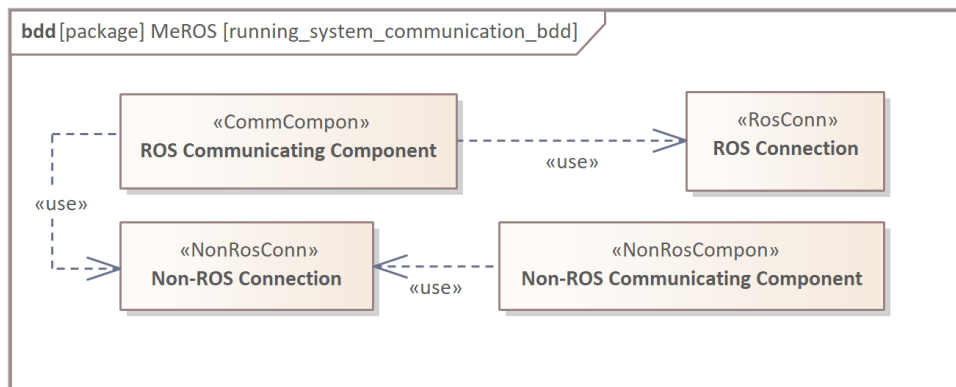 bdd [package] MeROS [running_system_communication_bdd]
«CommCompon»
ROS Communicating Component
«RosConn»
ROS Connection
«use»
«use»
«NonRosConn»
Non-ROS Connection
«use»
«NonRosCompon»
Non-ROS Communicating Component